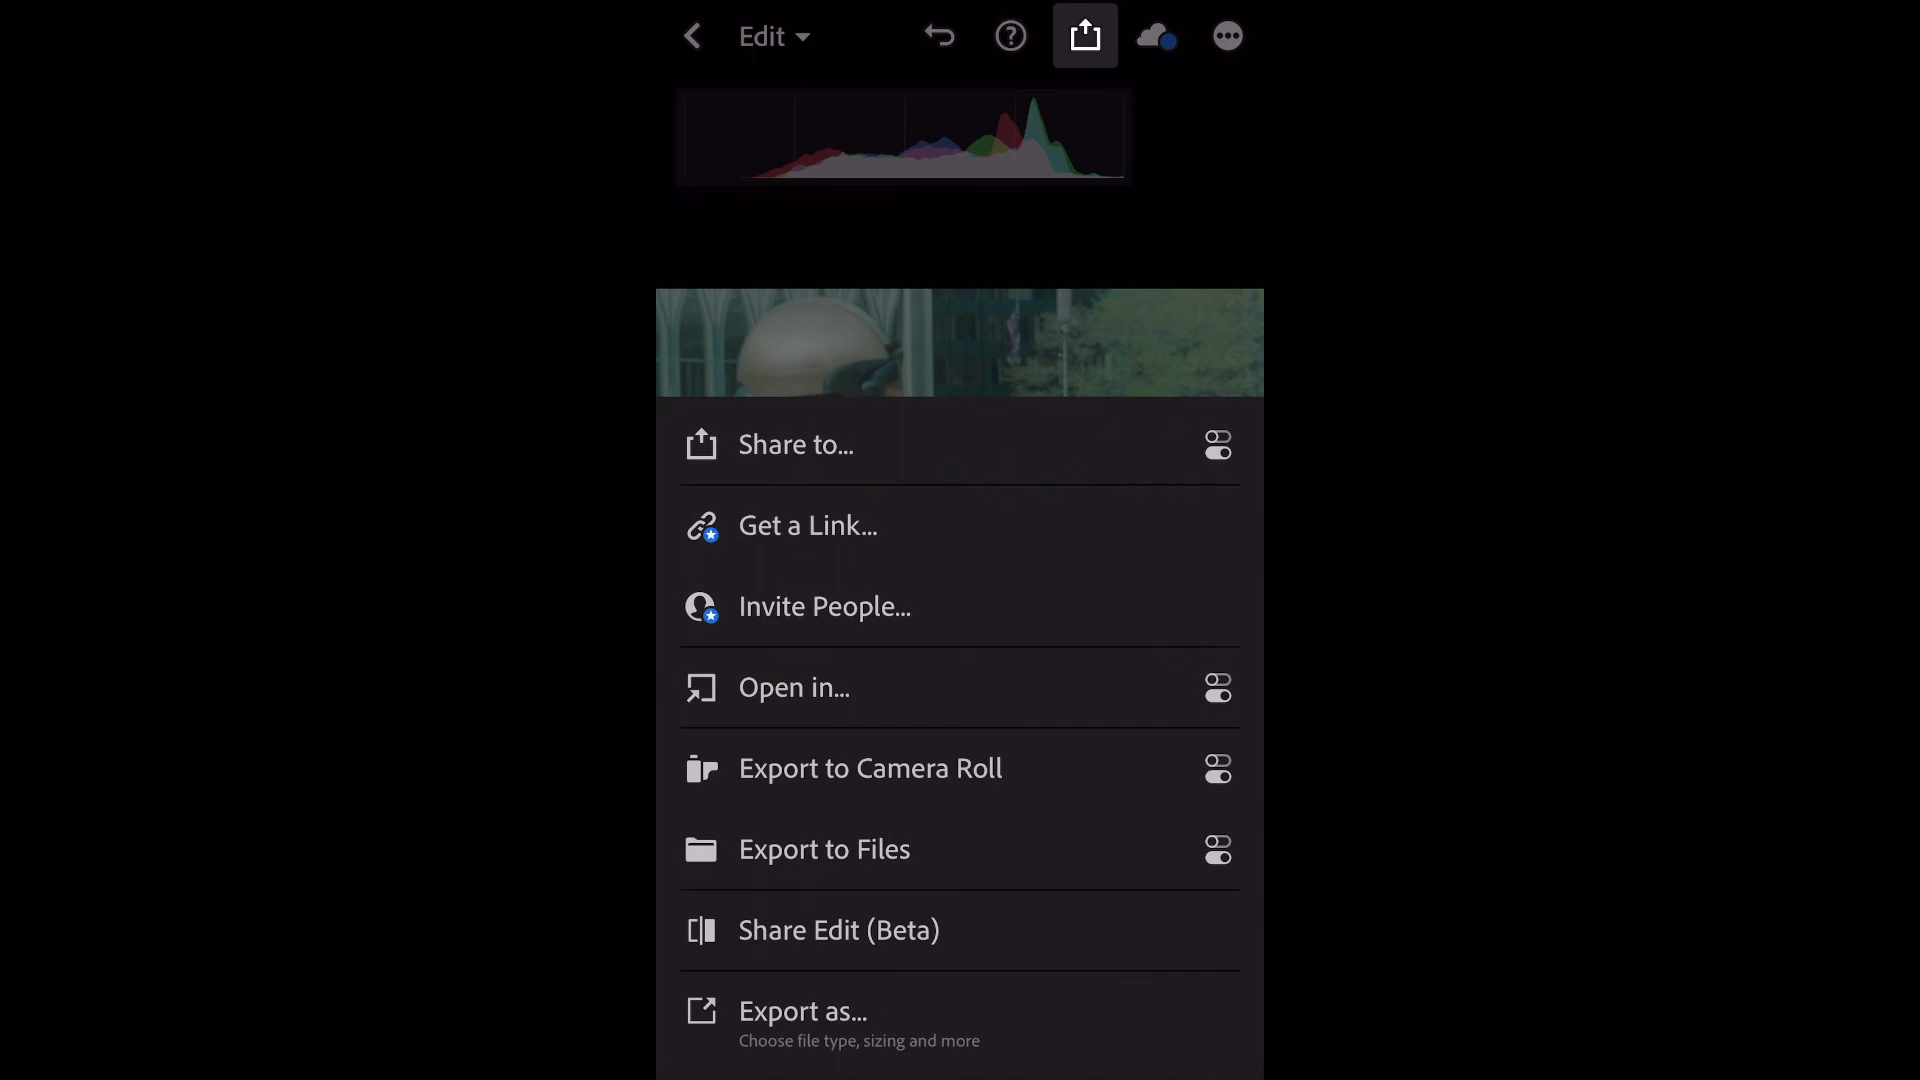 Edit
Share to...
Get a Link...
Invite People...
Open in...
Export to Camera Roll
Export to Files
Share Edit (Beta)
Export as...
Choose file type, sizing and more